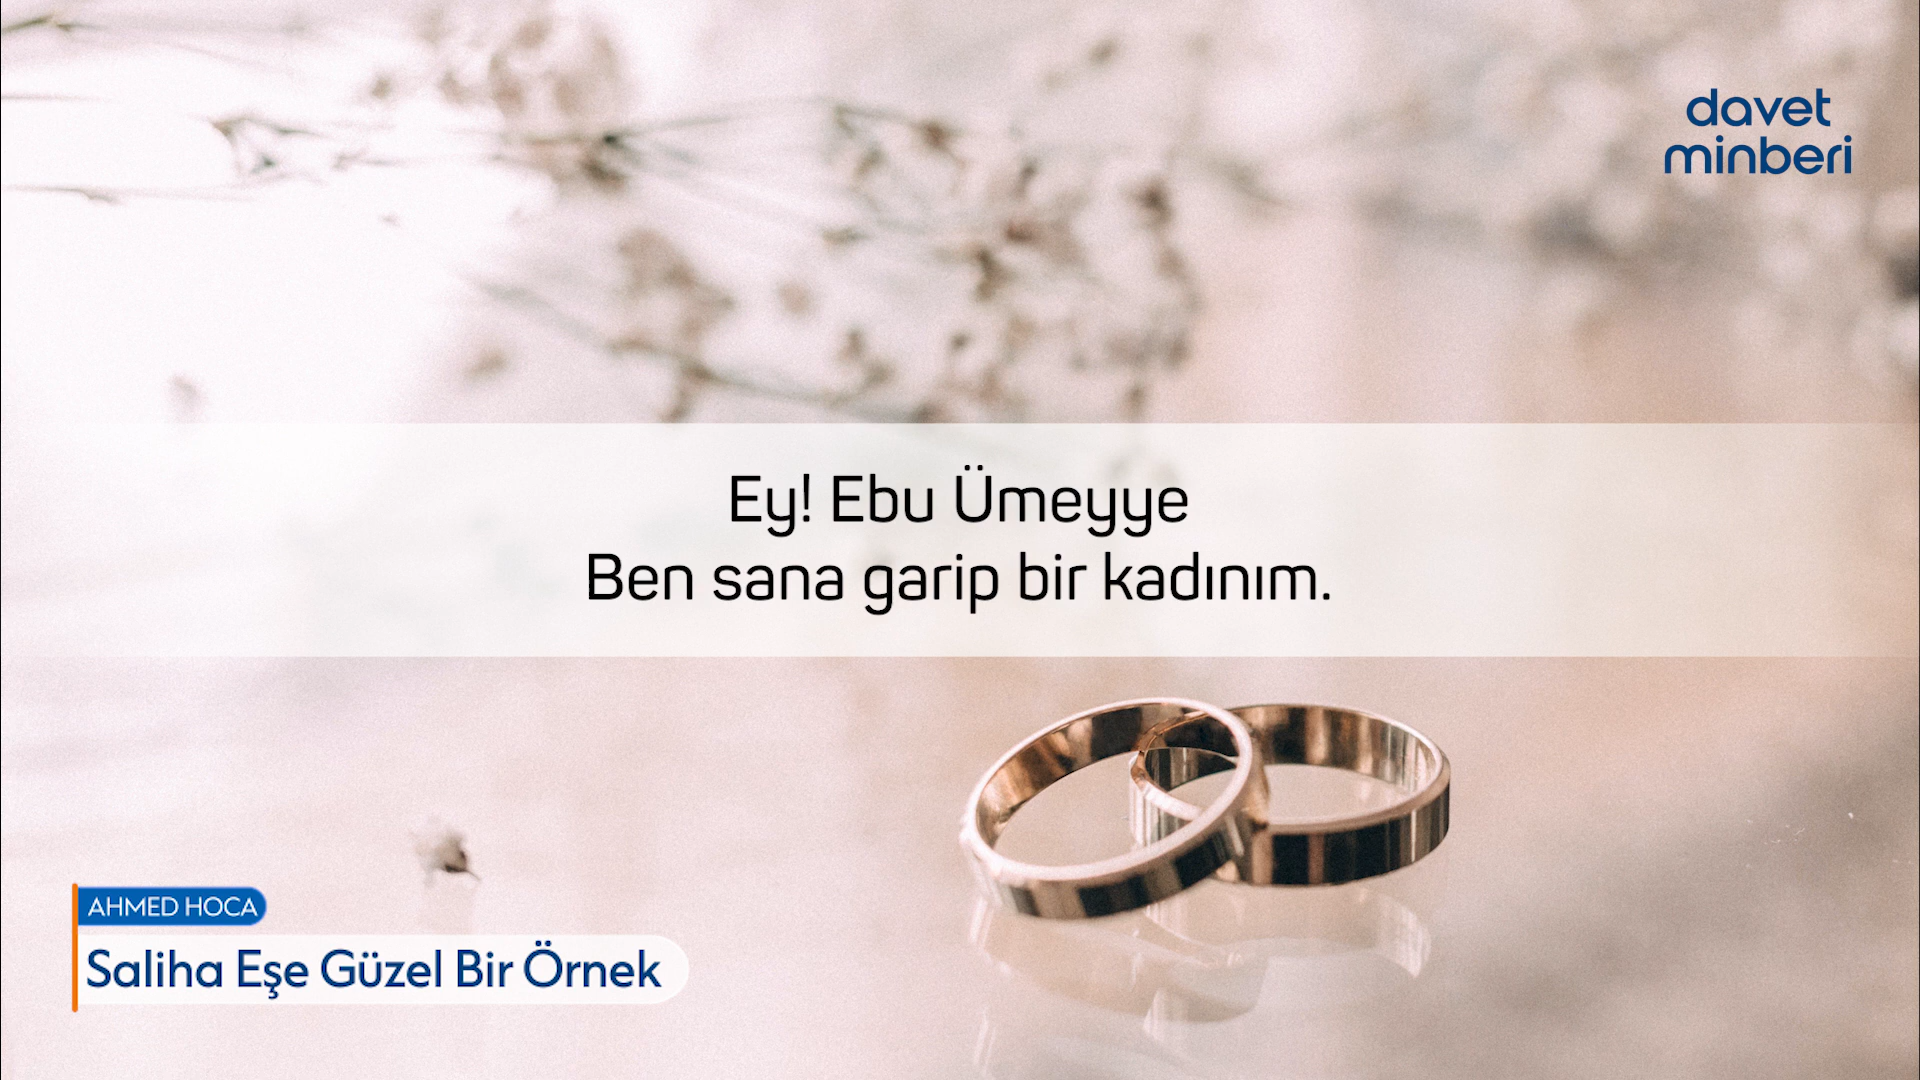 davet
minberi
Ey! Ebu Ümeyye
Ben sana garip bir kadınım.
AHMED HOCA
Saliha Eşe Güzel Bir Örnek